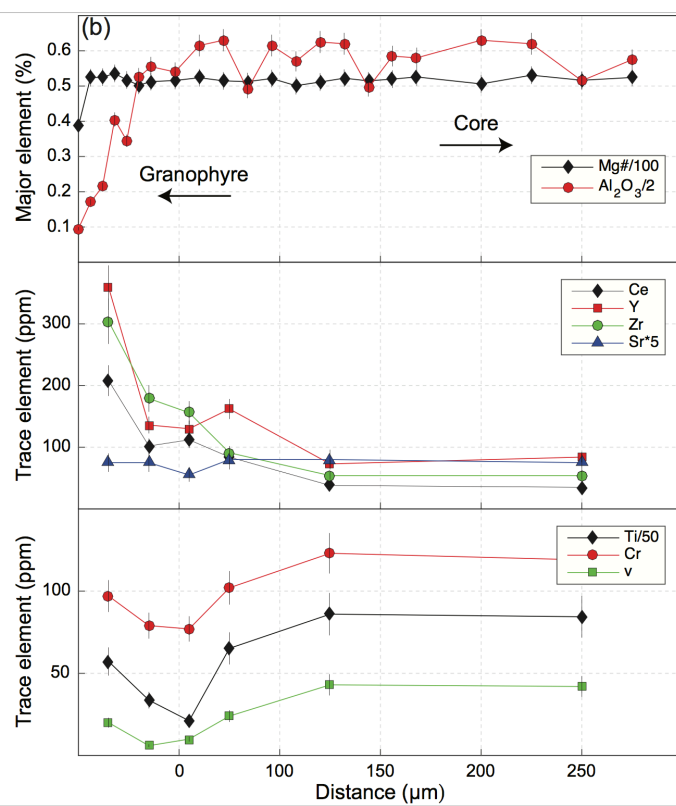 (b)
Major element (%)
0.6
0.5
0.4
0.3
0.2
0.1
Core
Granophyre
Mg#/100
Al₂O₃/2
Trace element (ppm)
300
200
100
Ce
Y
Zr
Sr*5
Trace element (ppm)
100
50
Ti/50
Cr
v
0
100
150
200
250
Distance (μm)